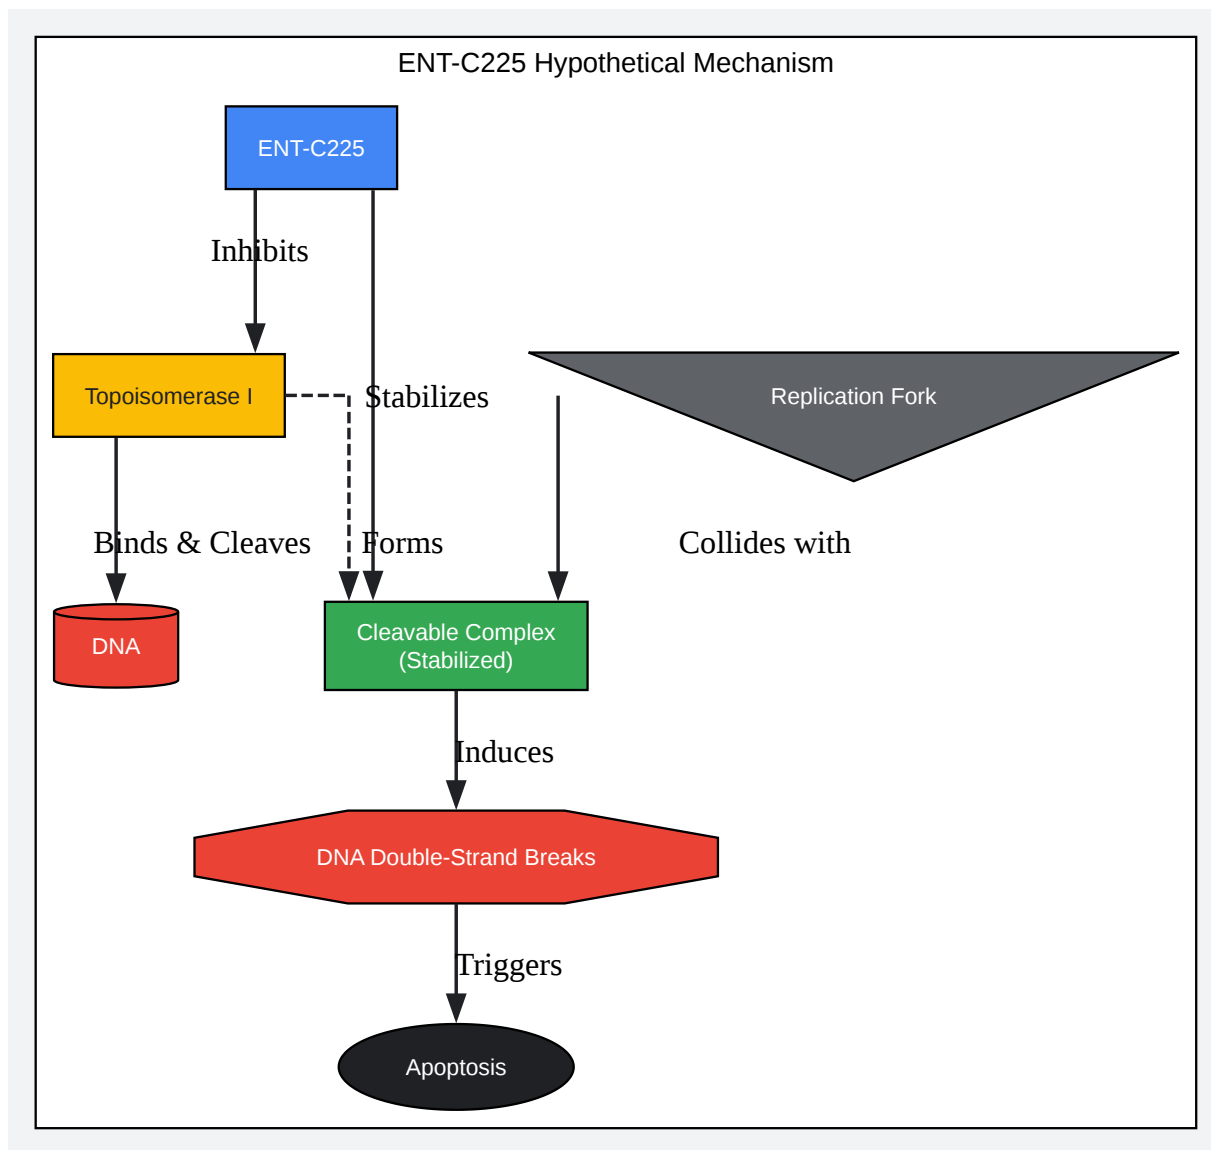 ENT-C225 Hypothetical Mechanism
ENT-C225
Inhibits
Topoisomerase I
Stabilizes
Replication Fork
Binds & Cleaves
Forms
Collides with
DNA
Cleavable Complex
(Stabilized)
Induces
DNA Double-Strand Breaks
Triggers
Apoptosis